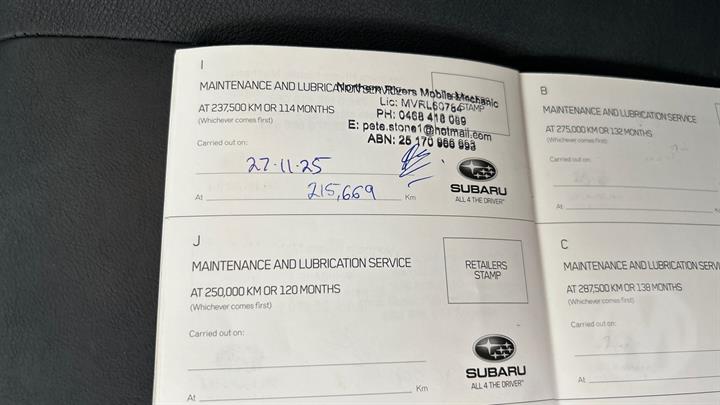 I
MAINTENANCE AND LUBRICATION SERVICE
Northern Rivers Mobile Mechanic
Lic: MVRL60764
STAMP
AT 237,500 KM OR 114 MONTHS
PH: 0468 418 099
(Whichever comes first)
E: pete.stone1@hotmail.com
ABN: 25 170 966 693
Carried out on:
27-11-25
SUBARU
ALL 4 THE DRIVER
At 215,669 Km
J
MAINTENANCE AND LUBRICATION SERVICE
RETAILERS
STAMP
AT 250,000 KM OR 120 MONTHS
(Whichever comes first)
Carried out on:
SUBARU
ALL 4 THE DRIVER
At Km
B
MAINTENANCE AND LUBRICATION SERVICE
AT 275,000 KM OR 132 MONTHS
(Whichever comes first)
Carried out on:
At
C
MAINTENANCE AND LUBRICATION SERV
AT 287,500 KM OR 138 MONTHS
(Whichever comes first)
Carried out on:
At